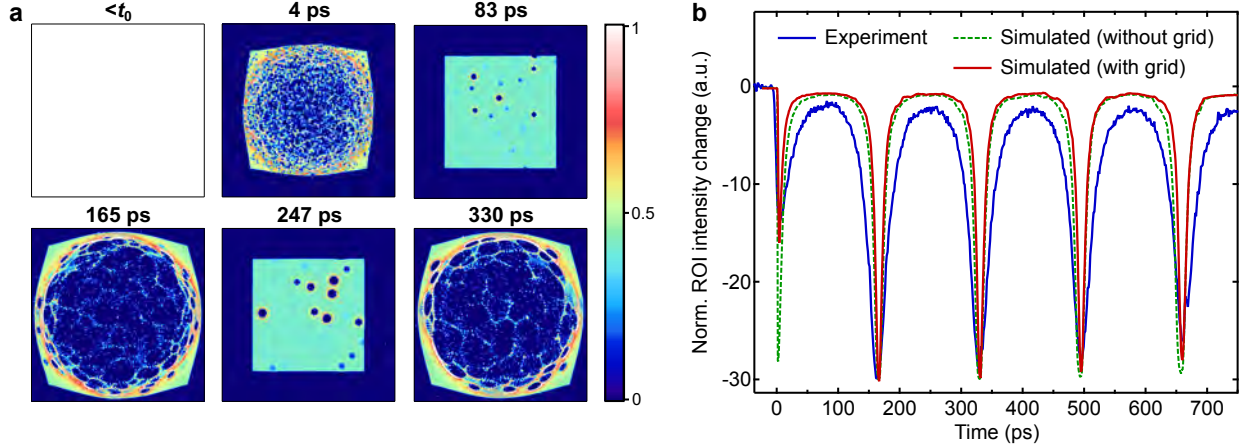 a
<t₀ 4 ps 83 ps
165 ps 247 ps 330 ps
1
0.5
0
b
Experiment
Simulated (without grid)
Simulated (with grid)
Norm. ROI intensity change (a.u.)
0
-10
-20
-30
0 100 200 300 400 500 600 700
Time (ps)